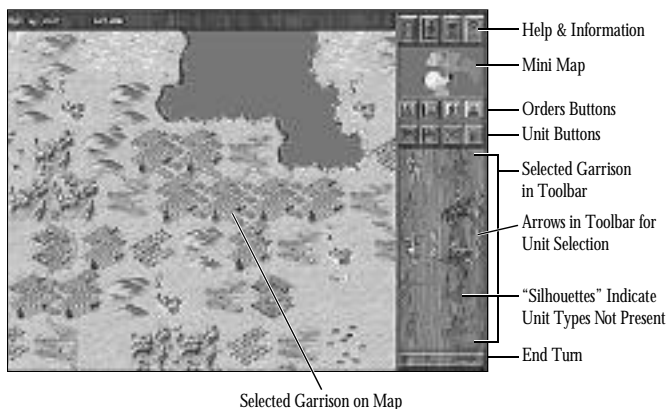 Help & Information
Mini Map
Orders Buttons
Unit Buttons
Selected Garrison
in Toolbar
Arrows in Toolbar for
Unit Selection
“Silhouettes” Indicate
Unit Types Not Present
End Turn
Selected Garrison on Map